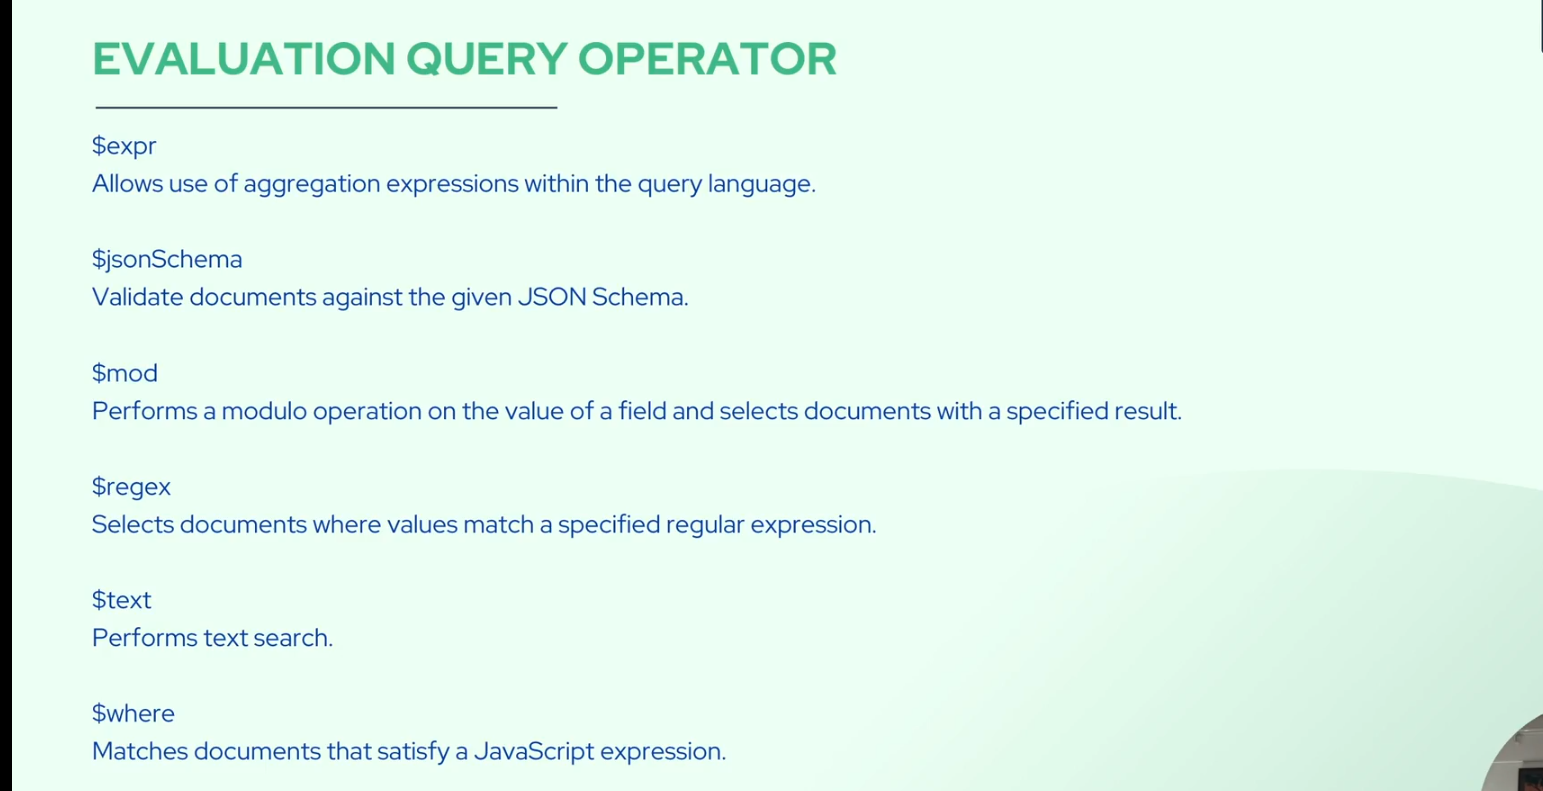 EVALUATION QUERY OPERATOR
$expr
Allows use of aggregation expressions within the query language.
$jsonSchema
Validate documents against the given JSON Schema.
$mod
Performs a modulo operation on the value of a field and selects documents with a specified result.
$regex
Selects documents where values match a specified regular expression.
$text
Performs text search.
$where
Matches documents that satisfy a JavaScript expression.